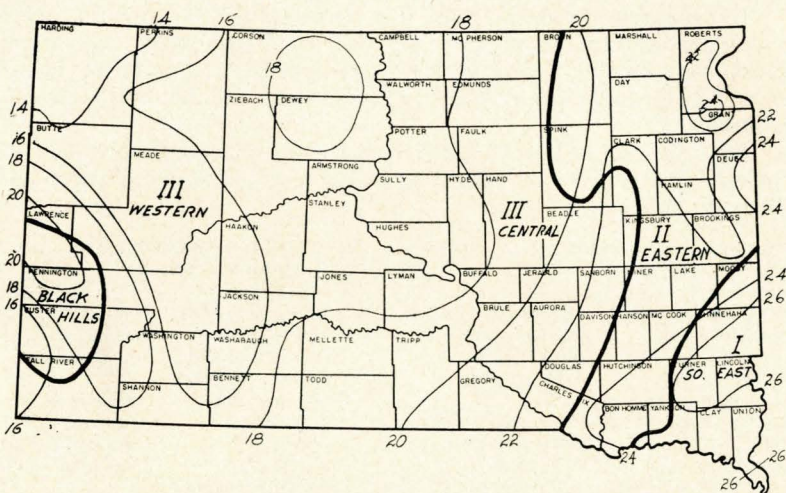 14 16 18 20
HARDING PERKINS CORSON CAMPBELL MC PHERSON BROWN MARSHALL ROBERTS
18 22
WALWORTH EDMUNDS DAY
ZIEBACH DEWEY 24
14 GRANT 22
BUTTE POTTER FAULK SPINK
16 CLARK CODINGTON 24
18 MEADE ARMSTRONG DEUEL
III SULLY HYDE HAND HAMLIN
20 WESTERN STANLEY III
LAWRENCE HUGHES CENTRAL BEADLE KINGSBURY BROOKINGS 24
HAAKON II
EASTERN
20 PENNINGTON JONES LYMAN BUFFALO JERAULD SANBORN MINER LAKE MOODY 24
18 BLACK JACKSON 26
16 CUSTER HILLS BRULE AURORA DAVISON HANSON MC COOK MINNEHAHA
WASHINGTON WASHABAUGH MELLETTE TRIPP I
FALL RIVER DOUGLAS HUTCHINSON TURNER LINCOLN
SHANNON BENNETT TODD GREGORY CHARLES MIX SO. EAST
26
BON HOMME YANKTON CLAY UNION
16 18 20 22
24 26
26